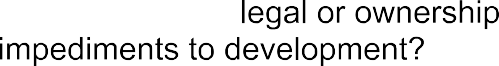 legal or ownership
impediments to development?